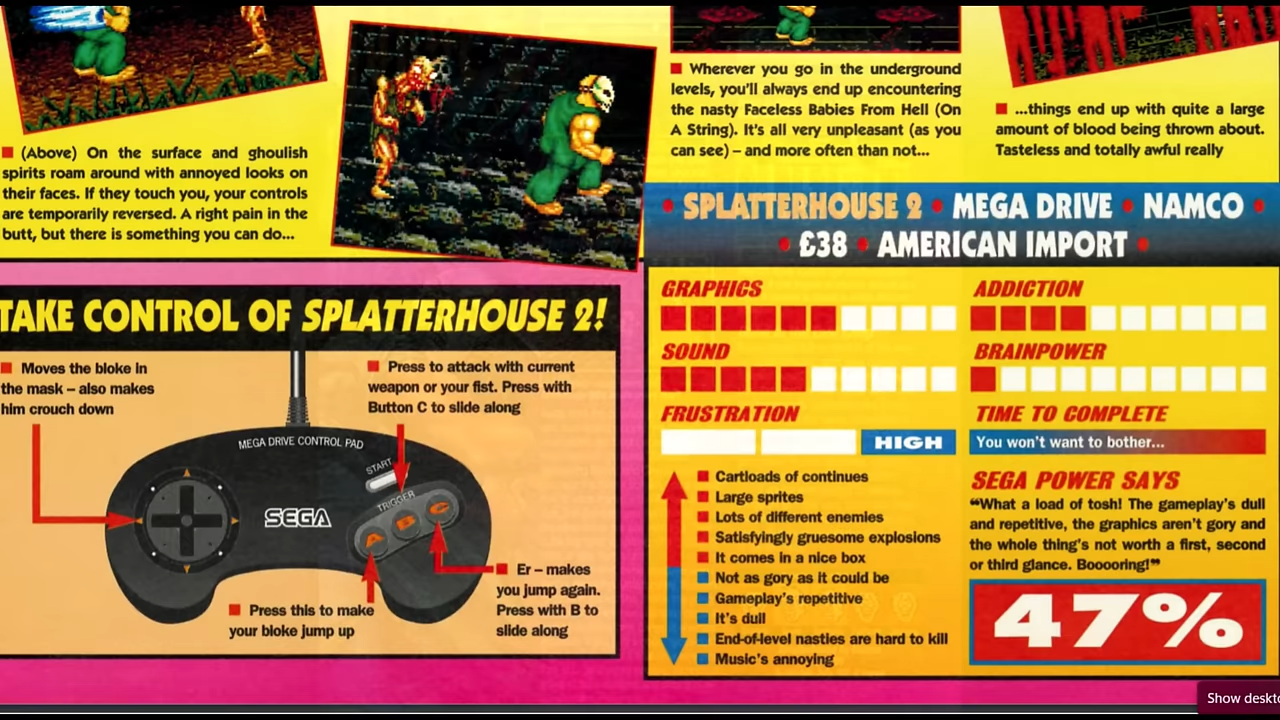 (Above) On the surface and ghoulish
spirits roam around with annoyed looks on
their faces. If they touch you, your controls
are temporarily reversed. A right pain in the
butt, but there is something you can do...
Wherever you go in the underground
levels, you'll always end up encountering
the nasty Faceless Babies From Hell (On
A String). It's all very unpleasant (as you
can see) – and more often than not...
...things end up with quite a large
amount of blood being thrown about.
Tasteless and totally awful really
TAKE CONTROL OF SPLATTERHOUSE 2!
Moves the bloke in
the mask – also makes
him crouch down
Press to attack with current
weapon or your fist. Press with
Button C to slide along
MEGA DRIVE CONTROL PAD
START
TRIGGER
SEGA
A
B
C
Press this to make
your bloke jump up
Er – makes
you jump again.
Press with B to
slide along
• SPLATTERHOUSE 2 • MEGA DRIVE • NAMCO •
• £38 • AMERICAN IMPORT •
GRAPHICS
SOUND
FRUSTRATION
HIGH
ADDICTION
BRAINPOWER
TIME TO COMPLETE
You won't want to bother...
Cartloads of continues
Large sprites
Lots of different enemies
Satisfyingly gruesome explosions
It comes in a nice box
Not as gory as it could be
Gameplay's repetitive
It's dull
End-of-level nasties are hard to kill
Music's annoying
SEGA POWER SAYS
❝What a load of tosh! The gameplay's dull
and repetitive, the graphics aren't gory and
the whole thing's not worth a first, second
or third glance. Booooring!❞
47%
Show deskto